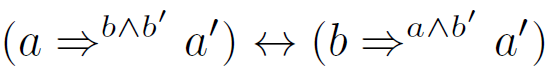 (a ⇒^{b∧b′} a′) ↔ (b ⇒^{a∧b′} a′)